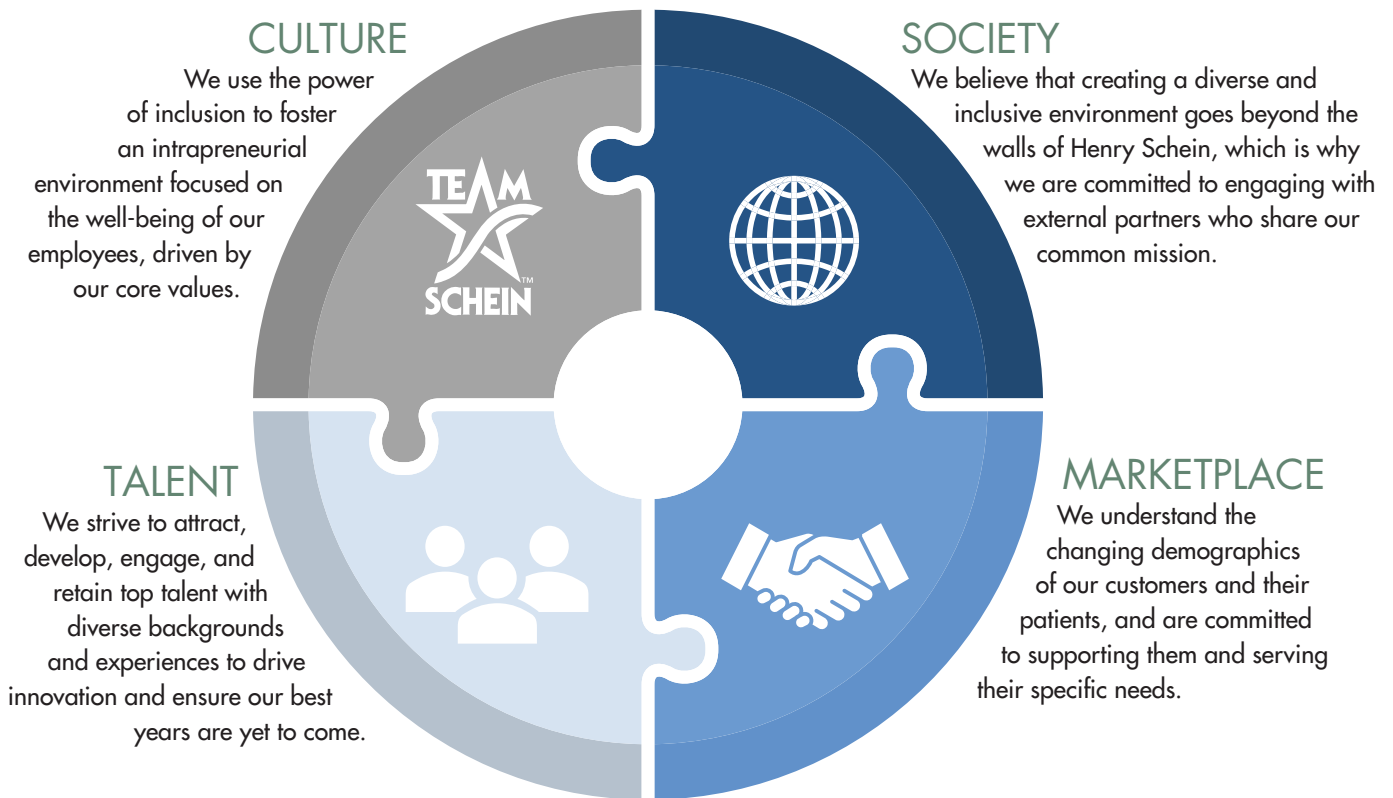 CULTURE
We use the power
of inclusion to foster
an intrapreneurial
environment focused on
the well-being of our
employees, driven by
our core values.
TEAM
SCHEIN
™
SOCIETY
We believe that creating a diverse and
inclusive environment goes beyond the
walls of Henry Schein, which is why
we are committed to engaging with
external partners who share our
common mission.
TALENT
We strive to attract,
develop, engage, and
retain top talent with
diverse backgrounds
and experiences to drive
innovation and ensure our best
years are yet to come.
MARKETPLACE
We understand the
changing demographics
of our customers and their
patients, and are committed
to supporting them and serving
their specific needs.